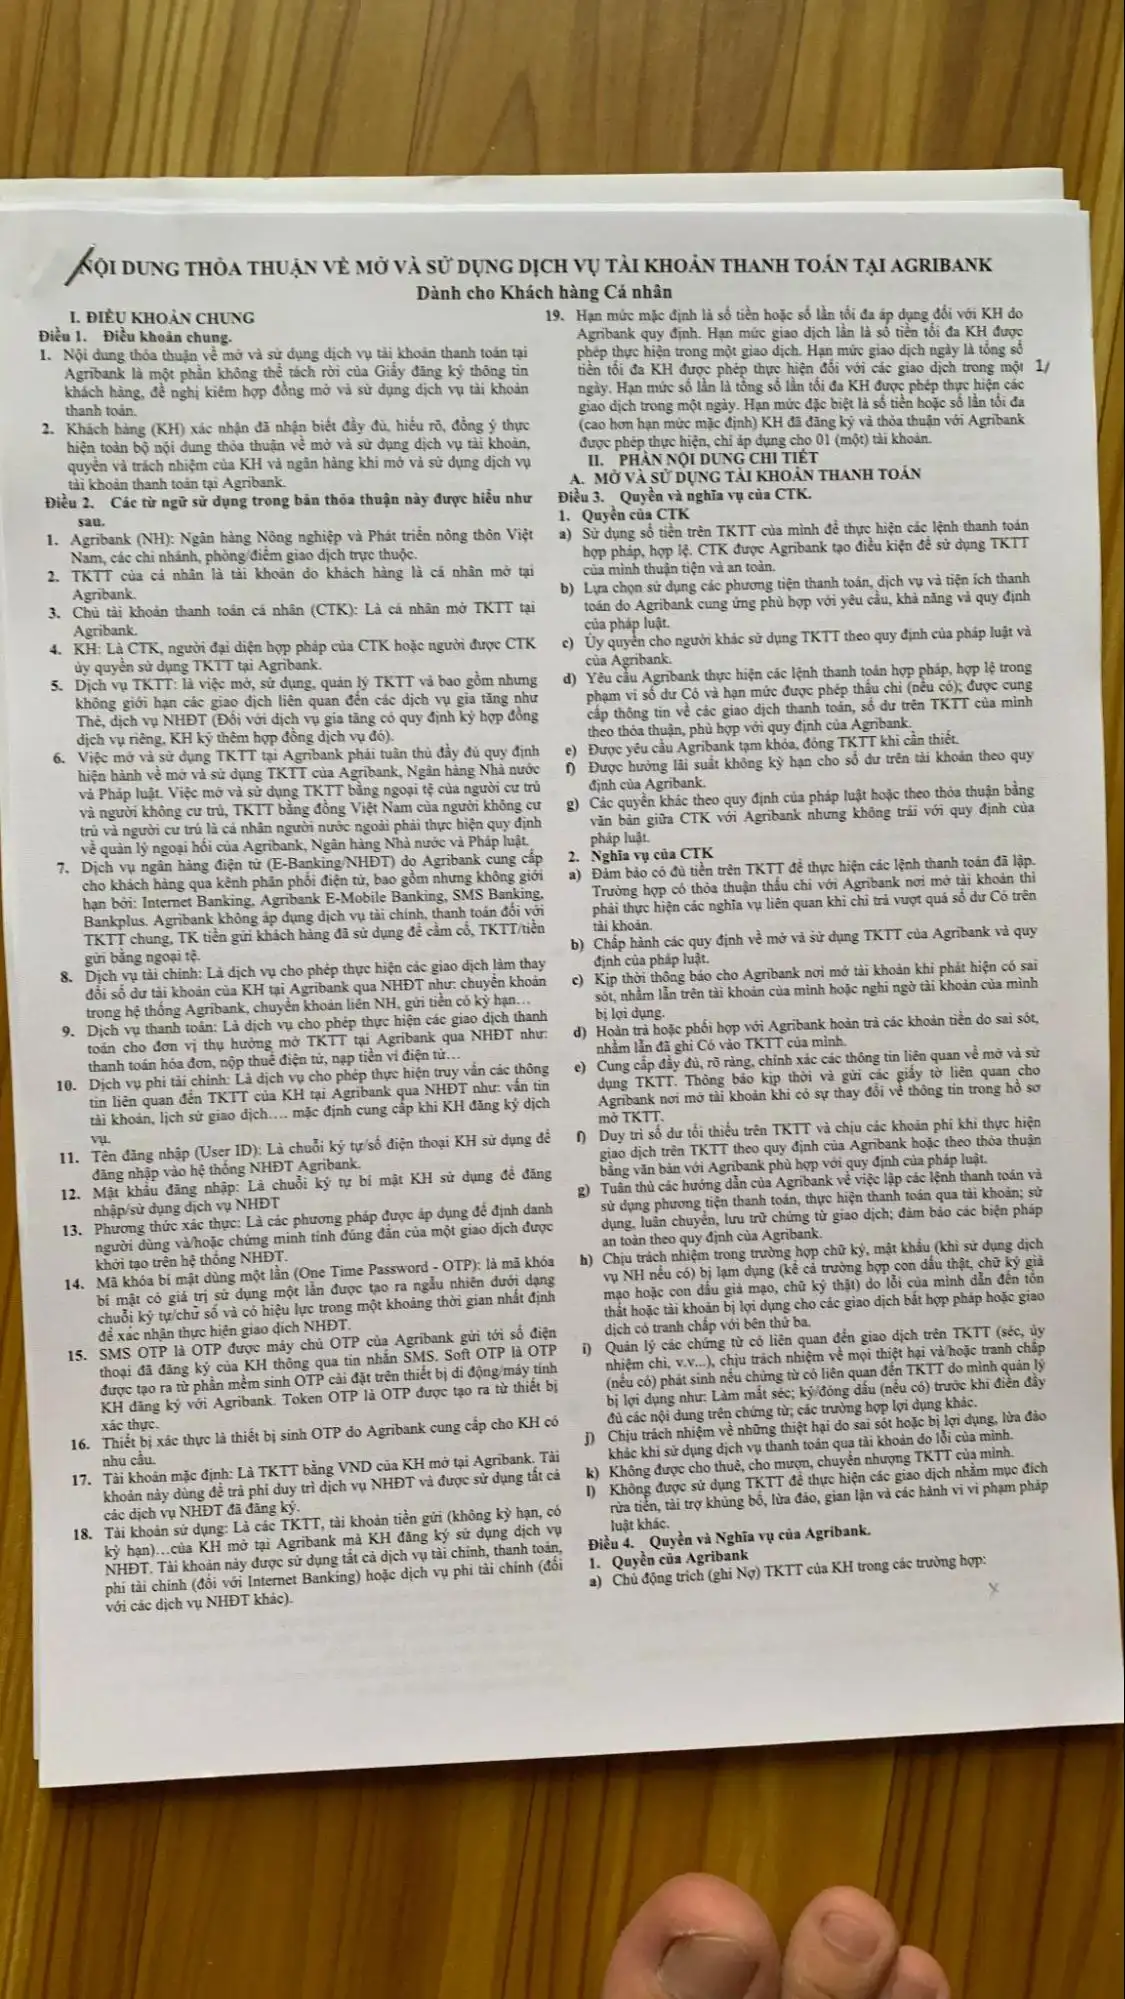 NỘI DUNG THỎA THUẬN VỀ MỞ VÀ SỬ DỤNG DỊCH VỤ TÀI KHOẢN THANH TOÁN TẠI AGRIBANK
Dành cho Khách hàng Cá nhân
I. ĐIỀU KHOẢN CHUNG
Điều 1. Điều khoản chung.
1. Nội dung thỏa thuận về mở và sử dụng dịch vụ tài khoản thanh toán tại
Agribank là một phần không thể tách rời của Giấy đăng ký thông tin
khách hàng, đề nghị kiêm hợp đồng mở và sử dụng dịch vụ tài khoản
thanh toán.
2. Khách hàng (KH) xác nhận đã nhận biết đầy đủ, hiểu rõ, đồng ý thực
hiện toàn bộ nội dung thỏa thuận về mở và sử dụng dịch vụ tài khoản,
quyền và trách nhiệm của KH và ngân hàng khi mở và sử dụng dịch vụ
tài khoản thanh toán tại Agribank.
Điều 2. Các từ ngữ sử dụng trong bản thỏa thuận này được hiểu như
sau.
1. Agribank (NH): Ngân hàng Nông nghiệp và Phát triển nông thôn Việt
Nam, các chi nhánh, phòng/điểm giao dịch trực thuộc.
2. TKTT của cá nhân là tài khoản do khách hàng là cá nhân mở tại
Agribank.
3. Chủ tài khoản thanh toán cá nhân (CTK): Là cá nhân mở TKTT tại
Agribank.
4. KH: Là CTK, người đại diện hợp pháp của CTK hoặc người được CTK
ủy quyền sử dụng TKTT tại Agribank.
5. Dịch vụ TKTT: là việc mở, sử dụng, quản lý TKTT và bao gồm nhưng
không giới hạn các giao dịch liên quan đến các dịch vụ gia tăng như
Thẻ, dịch vụ NHĐT (Đối với dịch vụ gia tăng có quy định ký hợp đồng
dịch vụ riêng, KH ký thêm hợp đồng dịch vụ đó).
6. Việc mở và sử dụng TKTT tại Agribank phải tuân thủ đầy đủ quy định
hiện hành về mở và sử dụng TKTT của Agribank, Ngân hàng Nhà nước
và Pháp luật. Việc mở và sử dụng TKTT bằng ngoại tệ của người cư trú
và người không cư trú, TKTT bằng đồng Việt Nam của người không cư
trú và người cư trú là cá nhân người nước ngoài phải thực hiện quy định
về quản lý ngoại hối của Agribank, Ngân hàng Nhà nước và Pháp luật.
7. Dịch vụ ngân hàng điện tử (E-Banking/NHĐT) do Agribank cung cấp
cho khách hàng qua kênh phân phối điện tử, bao gồm nhưng không giới
hạn bởi: Internet Banking, Agribank E-Mobile Banking, SMS Banking,
Bankplus. Agribank không áp dụng dịch vụ tài chính, thanh toán đối với
TKTT chung, TK tiền gửi khách hàng đã sử dụng để cầm cố, TKTT/tiền
gửi bằng ngoại tệ.
8. Dịch vụ tài chính: Là dịch vụ cho phép thực hiện các giao dịch làm thay
đổi số dư tài khoản của KH tại Agribank qua NHĐT như: chuyển khoản
trong hệ thống Agribank, chuyển khoản liên NH, gửi tiền có kỳ hạn…
9. Dịch vụ thanh toán: Là dịch vụ cho phép thực hiện các giao dịch thanh
toán cho đơn vị thụ hưởng mở TKTT tại Agribank qua NHĐT như:
thanh toán hóa đơn, nộp thuế điện tử, nạp tiền ví điện tử…
10. Dịch vụ phi tài chính: Là dịch vụ cho phép thực hiện truy vấn các thông
tin liên quan đến TKTT của KH tại Agribank qua NHĐT như: vấn tin
tài khoản, lịch sử giao dịch…. mặc định cung cấp khi KH đăng ký dịch
vụ.
11. Tên đăng nhập (User ID): Là chuỗi ký tự/số điện thoại KH sử dụng để
đăng nhập vào hệ thống NHĐT Agribank.
12. Mật khẩu đăng nhập: Là chuỗi ký tự bí mật KH sử dụng để đăng
nhập/sử dụng dịch vụ NHĐT
13. Phương thức xác thực: Là các phương pháp được áp dụng để định danh
người dùng và/hoặc chứng minh tính đúng đắn của một giao dịch được
khởi tạo trên hệ thống NHĐT.
14. Mã khóa bí mật dùng một lần (One Time Password - OTP): là mã khóa
bí mật có giá trị sử dụng một lần được tạo ra ngẫu nhiên dưới dạng
chuỗi ký tự/chữ số và có hiệu lực trong một khoảng thời gian nhất định
để xác nhận thực hiện giao dịch NHĐT.
15. SMS OTP là OTP được máy chủ OTP của Agribank gửi tới số điện
thoại đã đăng ký của KH thông qua tin nhắn SMS. Soft OTP là OTP
được tạo ra từ phần mềm sinh OTP cài đặt trên thiết bị di động/máy tính
KH đăng ký với Agribank. Token OTP là OTP được tạo ra từ thiết bị
xác thực.
16. Thiết bị xác thực là thiết bị sinh OTP do Agribank cung cấp cho KH có
nhu cầu.
17. Tài khoản mặc định: Là TKTT bằng VND của KH mở tại Agribank. Tài
khoản này dùng để trả phí duy trì dịch vụ NHĐT và được sử dụng tất cả
các dịch vụ NHĐT đã đăng ký.
18. Tài khoản sử dụng: Là các TKTT, tài khoản tiền gửi (không kỳ hạn, có
kỳ hạn)…của KH mở tại Agribank mà KH đăng ký sử dụng dịch vụ
NHĐT. Tài khoản này được sử dụng tất cả dịch vụ tài chính, thanh toán,
phi tài chính (đối với Internet Banking) hoặc dịch vụ phi tài chính (đối
với các dịch vụ NHĐT khác).
19. Hạn mức mặc định là số tiền hoặc số lần tối đa áp dụng đối với KH do
Agribank quy định. Hạn mức giao dịch lần là số tiền tối đa KH được
phép thực hiện trong một giao dịch. Hạn mức giao dịch ngày là tổng số
tiền tối đa KH được phép thực hiện đối với các giao dịch trong một 1/
ngày. Hạn mức số lần là tổng số lần tối đa KH được phép thực hiện các
giao dịch trong một ngày. Hạn mức đặc biệt là số tiền hoặc số lần tối đa
(cao hơn hạn mức mặc định) KH đã đăng ký và thỏa thuận với Agribank
được phép thực hiện, chỉ áp dụng cho 01 (một) tài khoản.
II. PHẦN NỘI DUNG CHI TIẾT
A. MỞ VÀ SỬ DỤNG TÀI KHOẢN THANH TOÁN
Điều 3. Quyền và nghĩa vụ của CTK.
1. Quyền của CTK
a) Sử dụng số tiền trên TKTT của mình để thực hiện các lệnh thanh toán
hợp pháp, hợp lệ. CTK được Agribank tạo điều kiện để sử dụng TKTT
của mình thuận tiện và an toàn.
b) Lựa chọn sử dụng các phương tiện thanh toán, dịch vụ và tiện ích thanh
toán do Agribank cung ứng phù hợp với yêu cầu, khả năng và quy định
của pháp luật.
c) Ủy quyền cho người khác sử dụng TKTT theo quy định của pháp luật và
của Agribank.
d) Yêu cầu Agribank thực hiện các lệnh thanh toán hợp pháp, hợp lệ trong
phạm vi số dư Có và hạn mức được phép thấu chi (nếu có); được cung
cấp thông tin về các giao dịch thanh toán, số dư trên TKTT của mình
theo thỏa thuận, phù hợp với quy định của Agribank.
e) Được yêu cầu Agribank tạm khóa, đóng TKTT khi cần thiết.
f) Được hưởng lãi suất không kỳ hạn cho số dư trên tài khoản theo quy
định của Agribank.
g) Các quyền khác theo quy định của pháp luật hoặc theo thỏa thuận bằng
văn bản giữa CTK với Agribank nhưng không trái với quy định của
pháp luật.
2. Nghĩa vụ của CTK
a) Đảm bảo có đủ tiền trên TKTT để thực hiện các lệnh thanh toán đã lập.
Trường hợp có thỏa thuận thấu chi với Agribank nơi mở tài khoản thì
phải thực hiện các nghĩa vụ liên quan khi chi trả vượt quá số dư Có trên
tài khoản.
b) Chấp hành các quy định về mở và sử dụng TKTT của Agribank và quy
định của pháp luật.
c) Kịp thời thông báo cho Agribank nơi mở tài khoản khi phát hiện có sai
sót, nhầm lẫn trên tài khoản của mình hoặc nghi ngờ tài khoản của mình
bị lợi dụng.
d) Hoàn trả hoặc phối hợp với Agribank hoàn trả các khoản tiền do sai sót,
nhầm lẫn đã ghi Có vào TKTT của mình.
e) Cung cấp đầy đủ, rõ ràng, chính xác các thông tin liên quan về mở và sử
dụng TKTT. Thông báo kịp thời và gửi các giấy tờ liên quan cho
Agribank nơi mở tài khoản khi có sự thay đổi về thông tin trong hồ sơ
mở TKTT.
f) Duy trì số dư tối thiểu trên TKTT và chịu các khoản phí khi thực hiện
giao dịch trên TKTT theo quy định của Agribank hoặc theo thỏa thuận
bằng văn bản với Agribank phù hợp với quy định của pháp luật.
g) Tuân thủ các hướng dẫn của Agribank về việc lập các lệnh thanh toán và
sử dụng phương tiện thanh toán, thực hiện thanh toán qua tài khoản; sử
dụng, luân chuyển, lưu trữ chứng từ giao dịch; đảm bảo các biện pháp
an toàn theo quy định của Agribank.
h) Chịu trách nhiệm trong trường hợp chữ ký, mật khẩu (khi sử dụng dịch
vụ NH nếu có) bị lạm dụng (kể cả trường hợp con dấu thật, chữ ký giả
mạo hoặc con dấu giả mạo, chữ ký thật) do lỗi của mình dẫn đến tổn
thất hoặc tài khoản bị lợi dụng cho các giao dịch bất hợp pháp hoặc giao
dịch có tranh chấp với bên thứ ba.
i) Quản lý các chứng từ có liên quan đến giao dịch trên TKTT (séc, ủy
nhiệm chi, v.v...), chịu trách nhiệm về mọi thiệt hại và/hoặc tranh chấp
(nếu có) phát sinh nếu chứng từ có liên quan đến TKTT do mình quản lý
bị lợi dụng như: Làm mất séc; ký/đóng dấu (nếu có) trước khi điền đầy
đủ các nội dung trên chứng từ; các trường hợp lợi dụng khác.
j) Chịu trách nhiệm về những thiệt hại do sai sót hoặc bị lợi dụng, lừa đảo
khác khi sử dụng dịch vụ thanh toán qua tài khoản do lỗi của mình.
k) Không được cho thuê, cho mượn, chuyển nhượng TKTT của mình.
l) Không được sử dụng TKTT để thực hiện các giao dịch nhằm mục đích
rửa tiền, tài trợ khủng bố, lừa đảo, gian lận và các hành vi vi phạm pháp
luật khác.
Điều 4. Quyền và Nghĩa vụ của Agribank.
1. Quyền của Agribank
a) Chủ động trích (ghi Nợ) TKTT của KH trong các trường hợp: